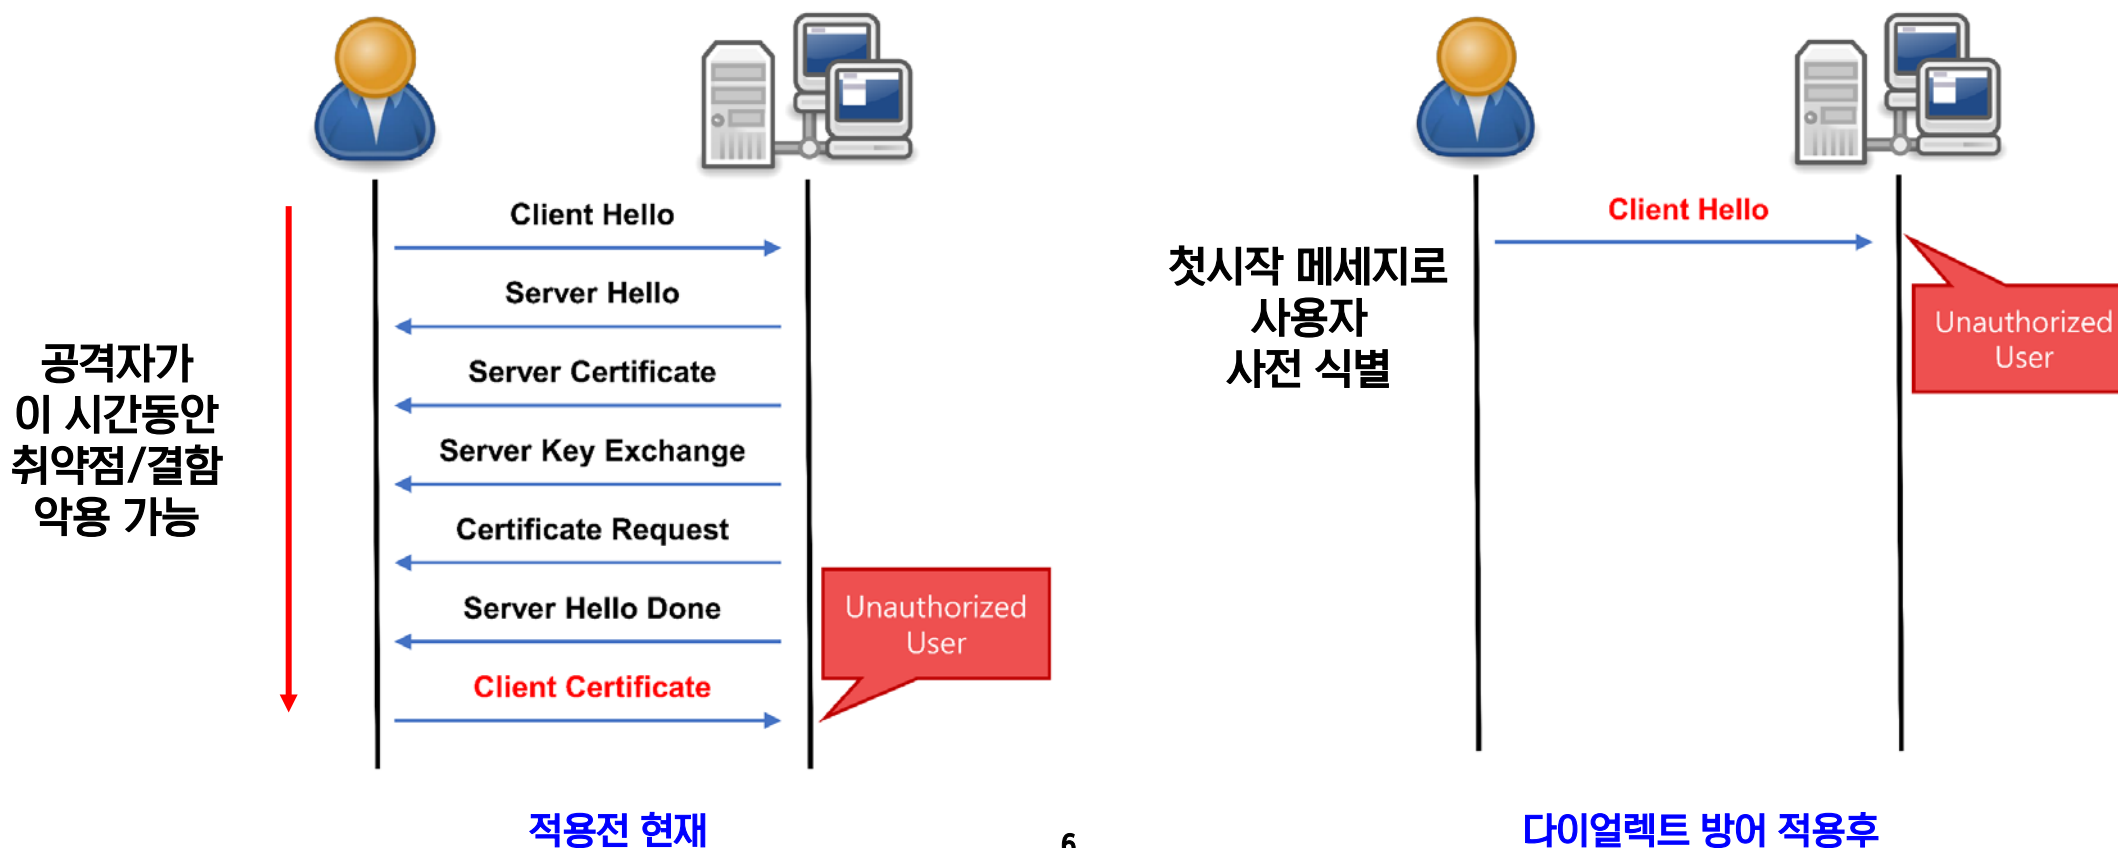 공격자가
이 시간동안
취약점/결함
악용 가능
Client Hello
Server Hello
Server Certificate
Server Key Exchange
Certificate Request
Server Hello Done
Client Certificate
Unauthorized
User
적용전 현재
첫시작 메세지로
사용자
사전 식별
Client Hello
Unauthorized
User
다이얼렉트 방어 적용후
6